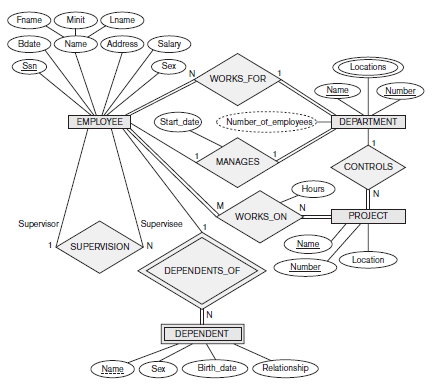 Fname
Minit
Lname
Bdate
Name
Address
Salary
Ssn
Sex
N
WORKS_FOR
1
Locations
Name
Number
EMPLOYEE
Start_date
Number_of_employees
DEPARTMENT
1
MANAGES
1
1
CONTROLS
N
M
WORKS_ON
Hours
N
PROJECT
Supervisor
Supervisee
1
SUPERVISION
N
1
Name
Number
Location
DEPENDENTS_OF
N
DEPENDENT
Name
Sex
Birth_date
Relationship